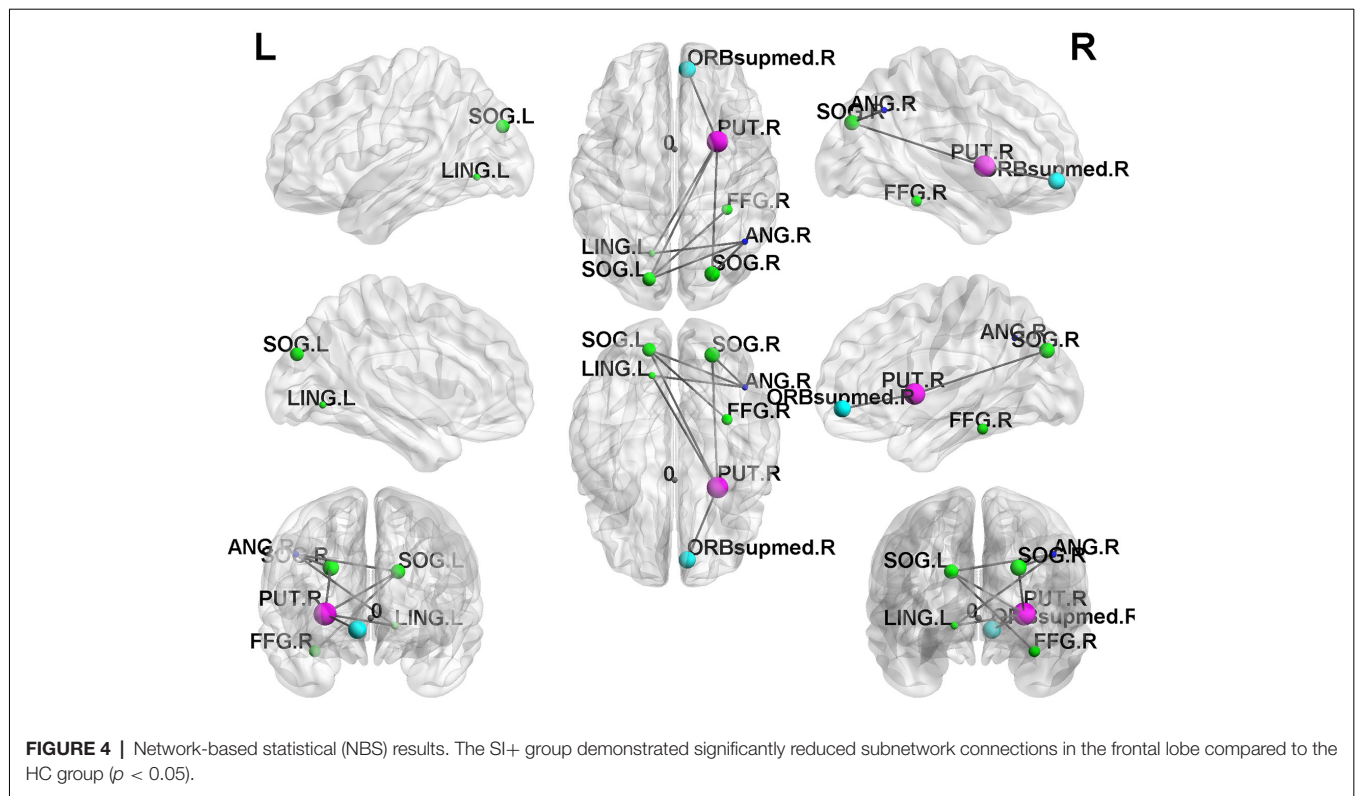 L
R
ORBsupmed.R
SOG.L
LING.L
PUT.R
0
FFG.R
LING.L
ANG.R
SOG.L
SOG.R
ANG.R
SOG.R
PUT.R
ORBsupmed.R
FFG.R
SOG.L
LING.L
SOG.L
SOG.R
LING.L
ANG.R
FFG.R
0
PUT.R
ORBsupmed.R
ANG.R
SOG.R
PUT.R
ORBsupmed.R
FFG.R
ANG.R
SOG.R
SOG.L
PUT.R
0
LING.L
FFG.R
SOG.L
SOG.R
ANG.R
PUT.R
LING.L
0
ORBsupmed.R
FFG.R
FIGURE 4 | Network-based statistical (NBS) results. The SI+ group demonstrated significantly reduced subnetwork connections in the frontal lobe compared to the
HC group (p < 0.05).